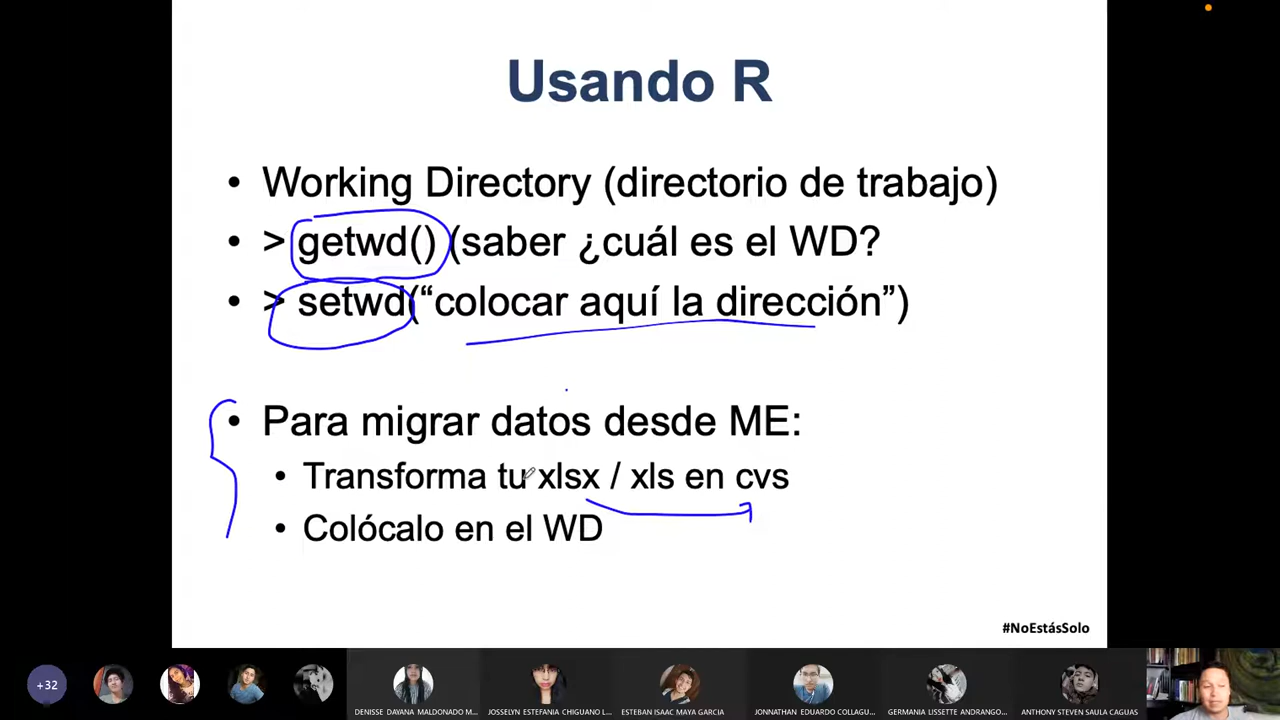 Usando R
• Working Directory (directorio de trabajo)
• > getwd() (saber ¿cuál es el WD?
• > setwd(“colocar aquí la dirección”)
• Para migrar datos desde ME:
• Transforma tu xlsx / xls en cvs
• Colócalo en el WD
#NoEstásSolo
+32
DENISSE DAYANA MALDONADO M...
JOSSELYN ESTEFANIA CHIGUANO L...
ESTEBAN ISAAC MAYA GARCIA
JONNATHAN EDUARDO COLLAGU...
GERMANIA LISSETTE ANDRANGO...
ANTHONY STEVEN SAULA CAGUAS